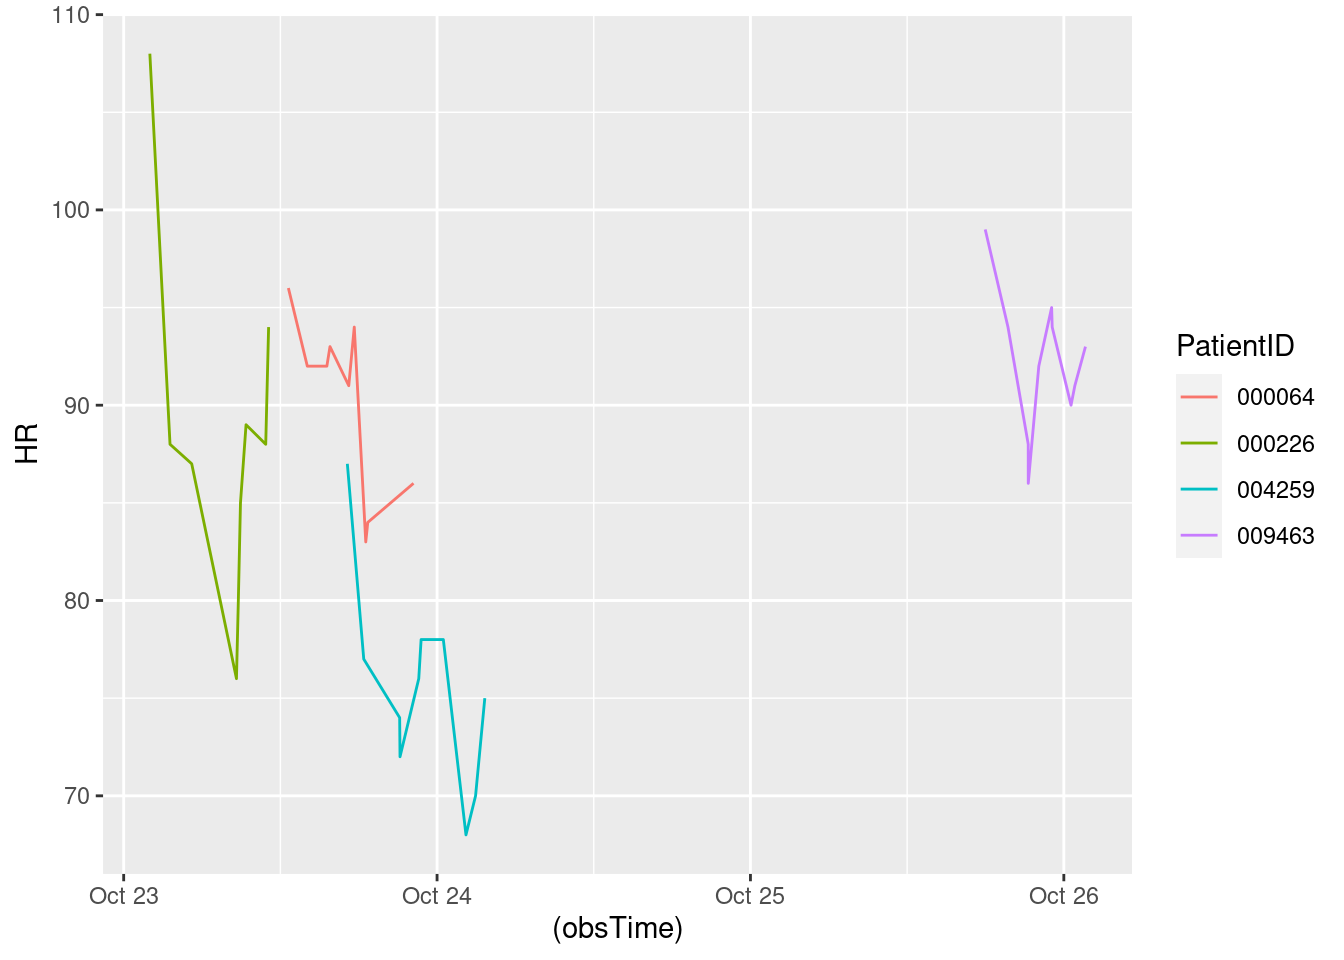 110
100
90
80
70
HR
Oct 23
Oct 24
Oct 25
Oct 26
(obsTime)
PatientID
000064
000226
004259
009463